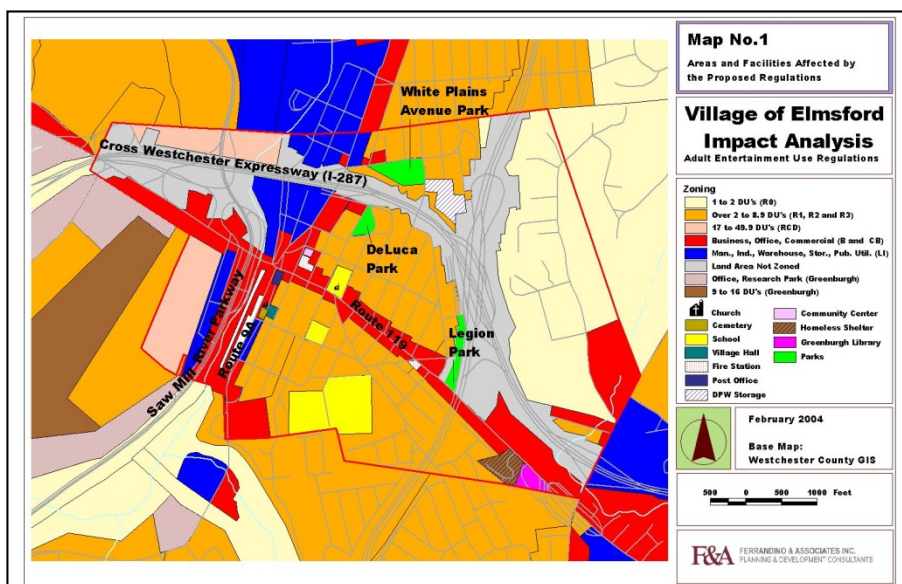 Map No.1
Areas and Facilities Affected by
the Proposed Regulations
Village of Elmsford
Impact Analysis
Adult Entertainment Use Regulations
White Plains
Avenue Park
Cross Westchester Expressway (I-287)
DeLuca
Park
Saw Mill River Parkway
Route 9A
Route 119
Legion
Park
Zoning
1 to 2 DU's (R0)
Over 2 to 8.9 DU's (R1, R2 and R3)
17 to 49.9 DU's (RCD)
Business, Office, Commercial (B and CB)
Man., Ind., Warehouse, Stor., Pub. Util. (LI)
Land Area Not Zoned
Office, Research Park (Greenburgh)
9 to 16 DU's (Greenburgh)
Church
Cemetery
School
Village Hall
Fire Station
Post Office
DPW Storage
Community Center
Homeless Shelter
Greenburgh Library
Parks
February 2004
Base Map:
Westchester County GIS
500 0 500 1000 Feet
F&A FERRANDINO & ASSOCIATES INC.
PLANNING & DEVELOPMENT CONSULTANTS